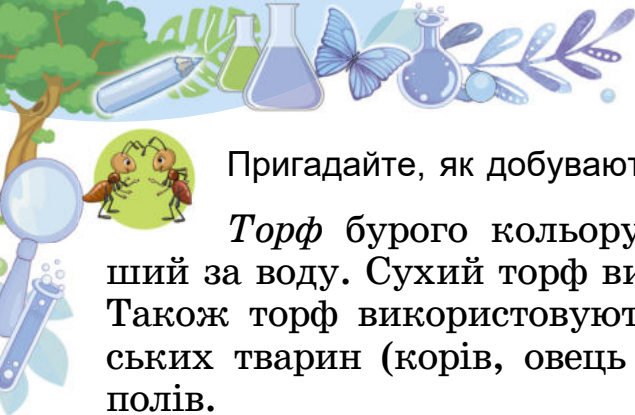 Пригадайте, як добувают
Торф бурого кольору
ший за воду. Сухий торф ви
Також торф використовуют
ських тварин (корів, овець
полів.